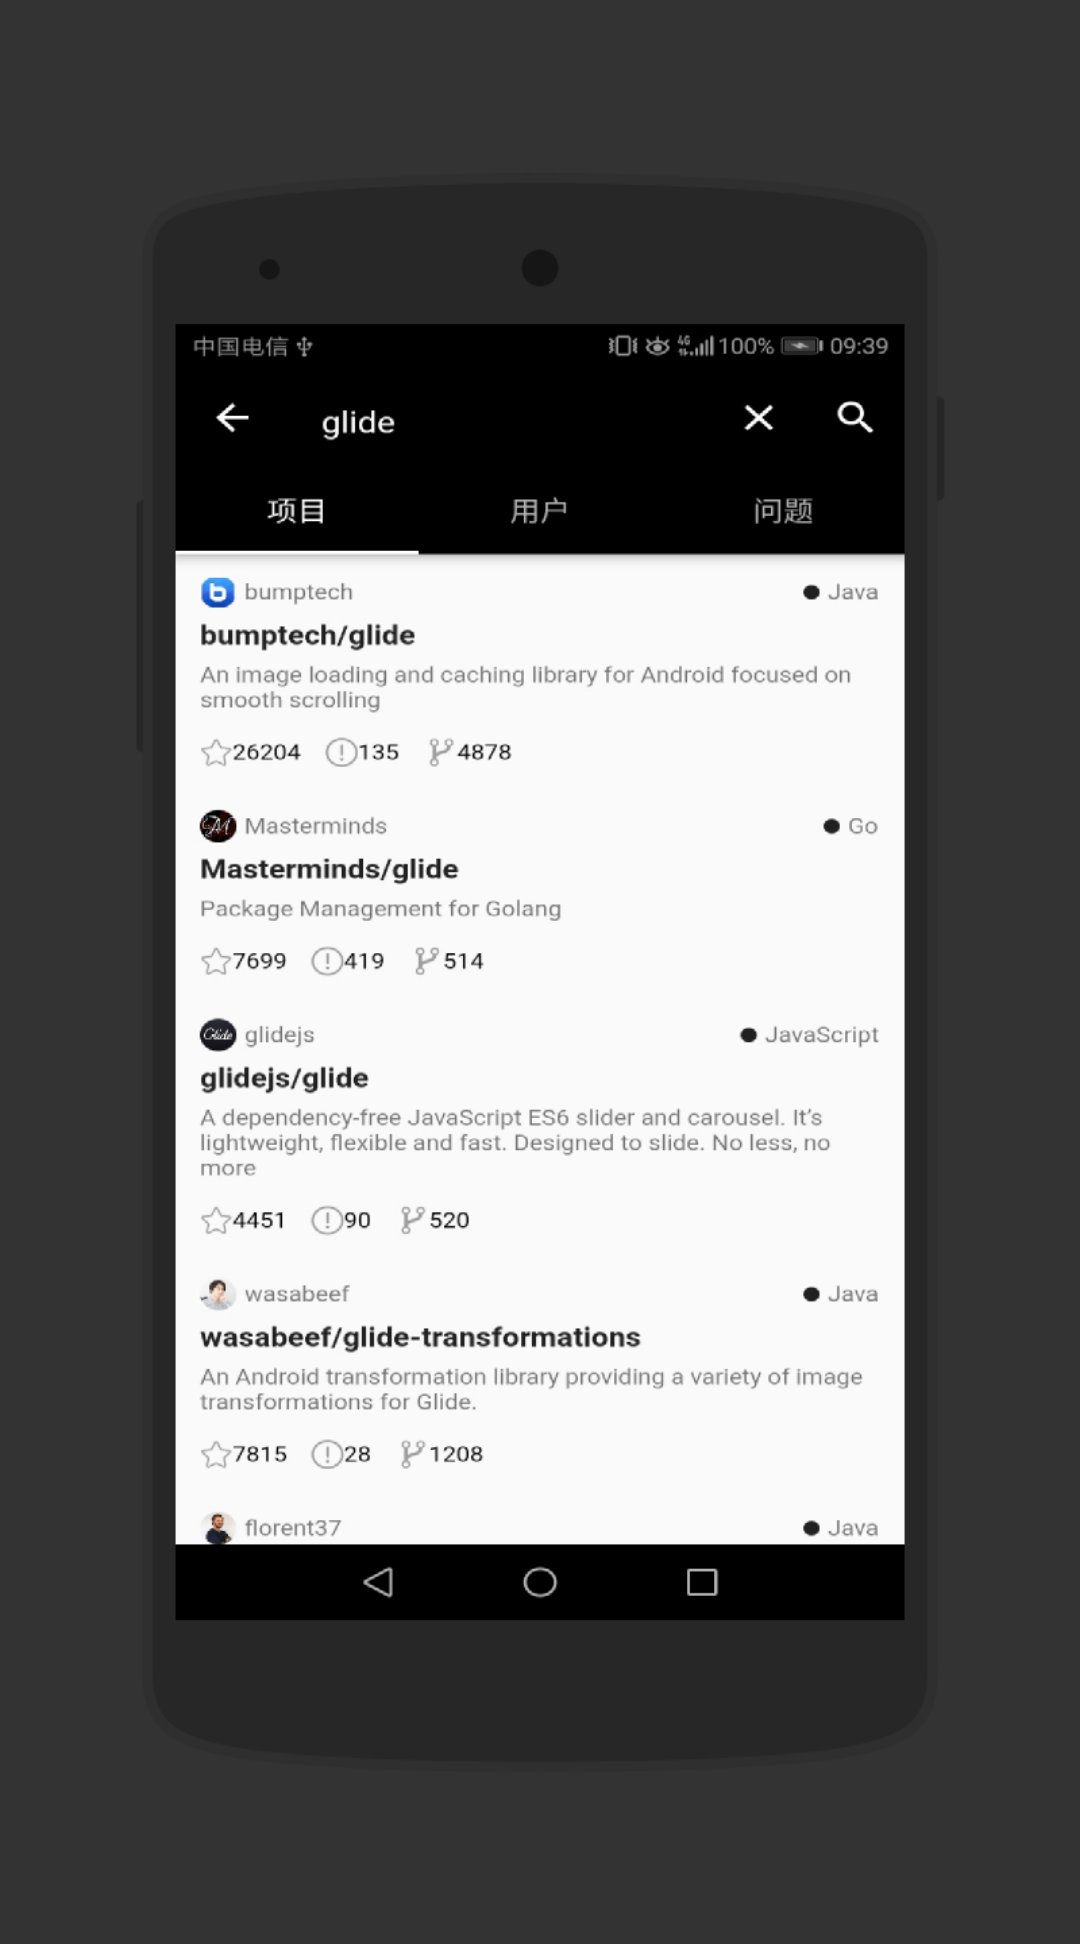 中国电信 4G 100% 09:39
glide
项目 用户 问题
bumptech Java
bumptech/glide
An image loading and caching library for Android focused on
smooth scrolling
26204 135 4878
Masterminds Go
Masterminds/glide
Package Management for Golang
7699 419 514
Glide glidejs JavaScript
glidejs/glide
A dependency-free JavaScript ES6 slider and carousel. It’s
lightweight, flexible and fast. Designed to slide. No less, no
more
4451 90 520
wasabeef Java
wasabeef/glide-transformations
An Android transformation library providing a variety of image
transformations for Glide.
7815 28 1208
florent37 Java